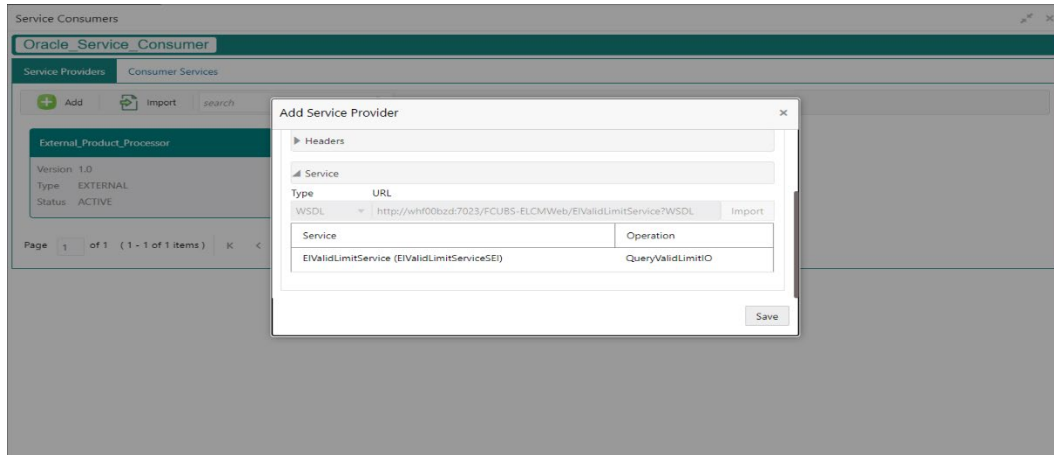 Service Consumers
Oracle_Service_Consumer
Service Providers Consumer Services
Add Import search
External_Product_Processor
Version 1.0
Type EXTERNAL
Status ACTIVE
Page 1 of 1 (1 - 1 of 1 items) K <
Add Service Provider ×
Headers
Service
Type URL
WSDL http://whf00bzd:7023/FCUBS-ELCMWeb/ElValidLimitService?WSDL Import
Service Operation
ElValidLimitService (ElValidLimitServiceSEI) QueryValidLimitIO
Save